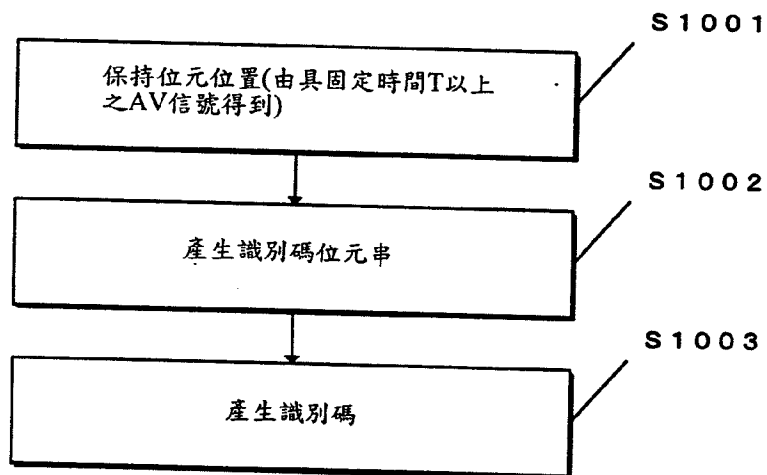 S1001
保持位元位置(由具固定時間T以上
之AV信號得到)
S1002
產生識別碼位元串
S1003
產生識別碼